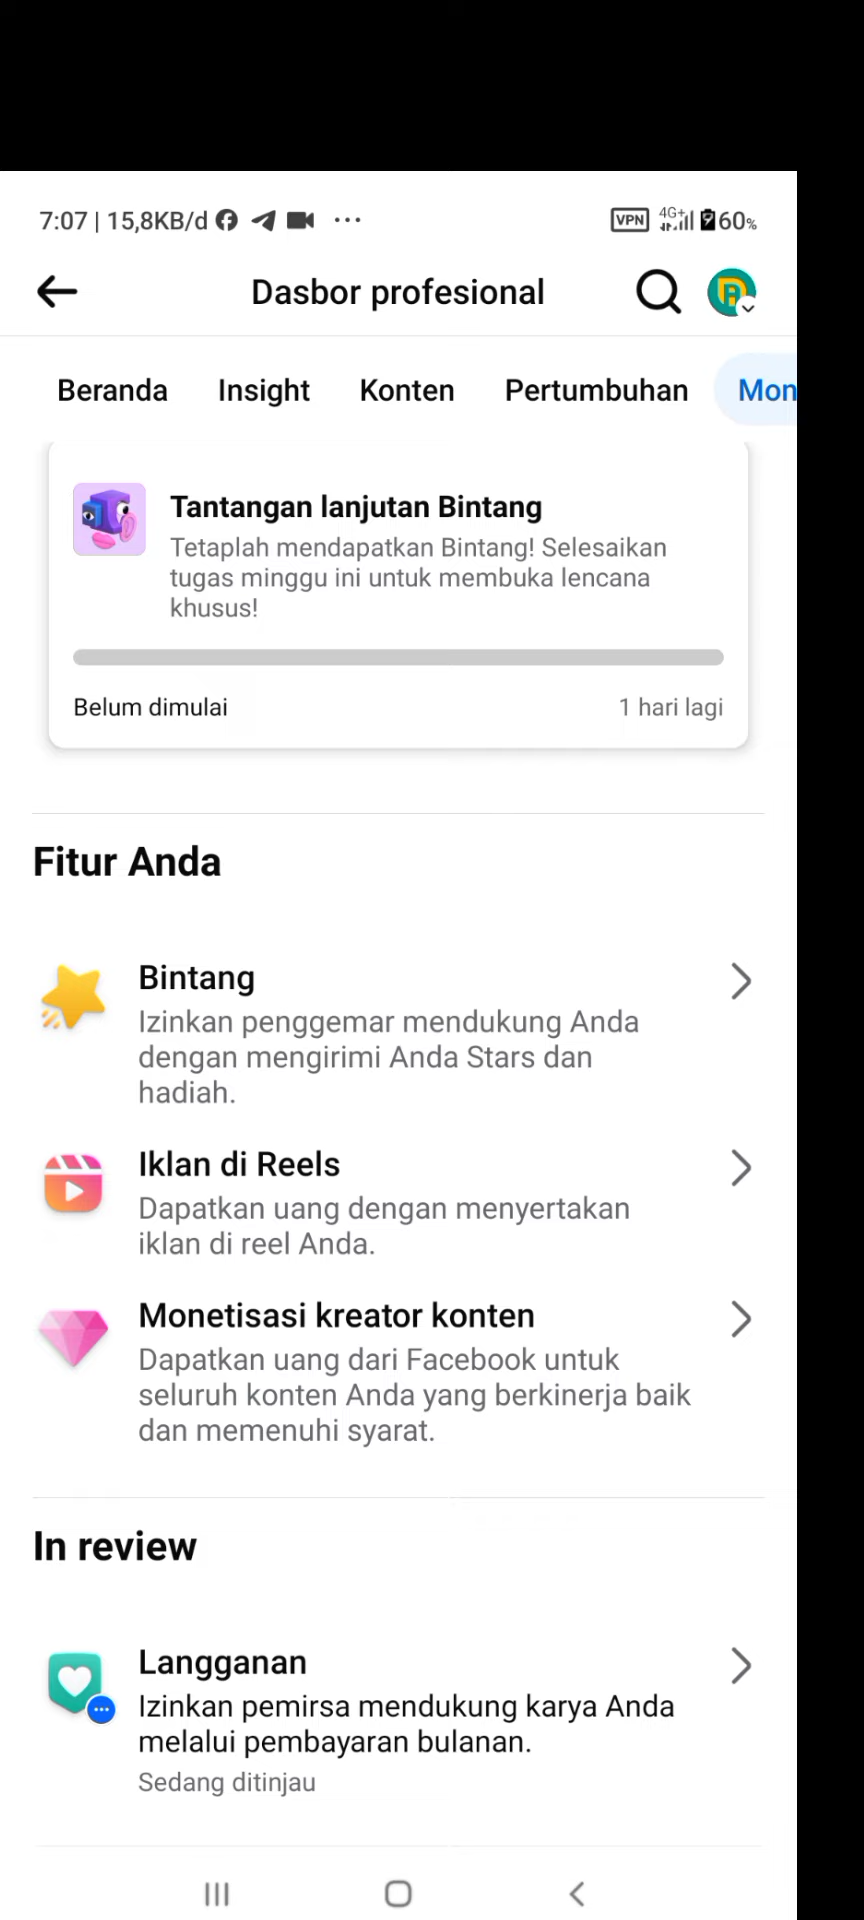 7:07 | 15,8KB/d ... VPN 4G+ 60%
Dasbor profesional
Beranda Insight Konten Pertumbuhan Mon
Tantangan lanjutan Bintang
Tetaplah mendapatkan Bintang! Selesaikan
tugas minggu ini untuk membuka lencana
khusus!
Belum dimulai 1 hari lagi
Fitur Anda
Bintang
Izinkan penggemar mendukung Anda
dengan mengirimi Anda Stars dan
hadiah.
Iklan di Reels
Dapatkan uang dengan menyertakan
iklan di reel Anda.
Monetisasi kreator konten
Dapatkan uang dari Facebook untuk
seluruh konten Anda yang berkinerja baik
dan memenuhi syarat.
In review
Langganan
Izinkan pemirsa mendukung karya Anda
melalui pembayaran bulanan.
Sedang ditinjau